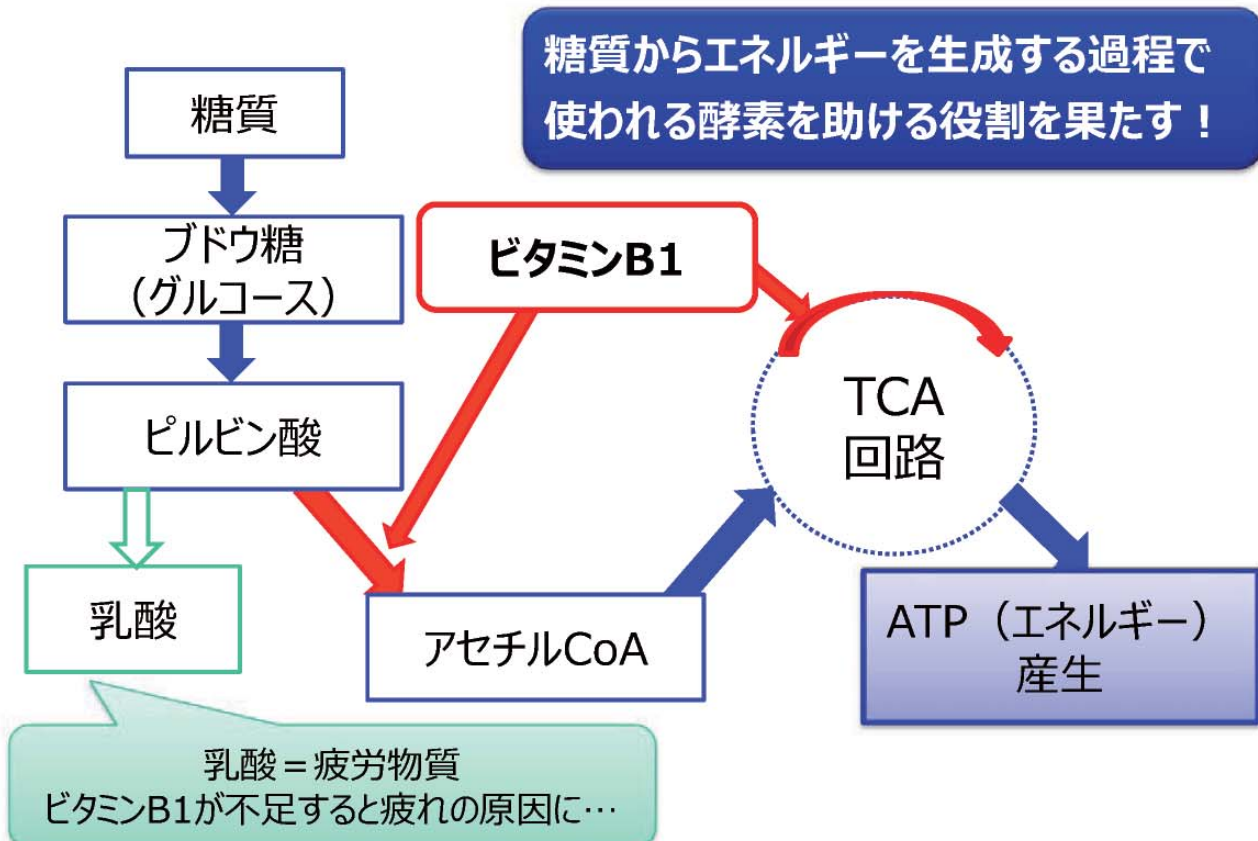 糖質からエネルギーを生成する過程で
使われる酵素を助ける役割を果たす！
糖質
ブドウ糖
（グルコース）
ビタミンB1
ピルビン酸
TCA
回路
乳酸
アセチルCoA
ATP（エネルギー）
産生
乳酸＝疲労物質
ビタミンB1が不足すると疲れの原因に…